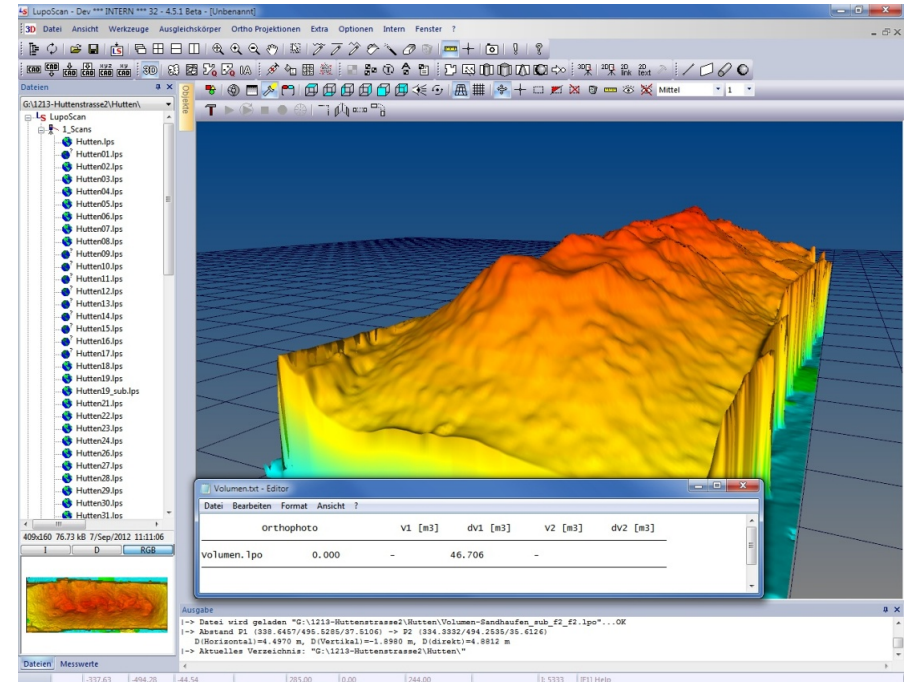 LupoScan - Dev *** INTERN *** 32 - 4.5.1 Beta - [Unbenannt]
3D Datei Ansicht Werkzeuge Ausgleichskörper Ortho Projektionen Extra Optionen Intern Fenster ?
CAD CAD CAD CAD CAD 3D
Mittel 1
Dateien
Objekte
G:\1213-Huttenstrasse2\Hutten\
LS LupoScan
1_Scans
Hutten.lps
Hutten01.lps
Hutten02.lps
Hutten03.lps
Hutten04.lps
Hutten05.lps
Hutten06.lps
Hutten07.lps
Hutten08.lps
Hutten09.lps
Hutten10.lps
Hutten11.lps
Hutten12.lps
Hutten13.lps
Hutten14.lps
Hutten15.lps
Hutten16.lps
Hutten17.lps
Hutten18.lps
Hutten19.lps
Hutten19_sub.lps
Hutten21.lps
Hutten22.lps
Hutten23.lps
Hutten24.lps
Hutten26.lps
Hutten27.lps
Hutten28.lps
Hutten29.lps
Hutten30.lps
Hutten31.lps
409x160 76.73 kB 7/Sep/2012 11:11:06
I D RGB
Dateien Messwerte
Volumen.txt - Editor
Datei Bearbeiten Format Ansicht ?
Orthophoto V1 [m3] dV1 [m3] V2 [m3] dV2 [m3]
Volumen.lpo 0.000 - 46.706 -
Ausgabe
|-> Datei wird geladen "G:\1213-Huttenstrasse2\Hutten\Volumen-Sandhaufen_sub_f2_f2.lpo"...OK
|-> Abstand P1 (338.6457/495.5285/37.5106) -> P2 (334.3332/494.2535/35.6126)
D(Horizontal)=4.4970 m, D(Vertikal)=-1.8980 m, D(direkt)=4.8812 m
|-> Aktuelles Verzeichnis: "G:\1213-Huttenstrasse2\Hutten\"
-337.63 -494.28 -44.54 285.00 0.00 244.00 I: 5333 [F1] Help